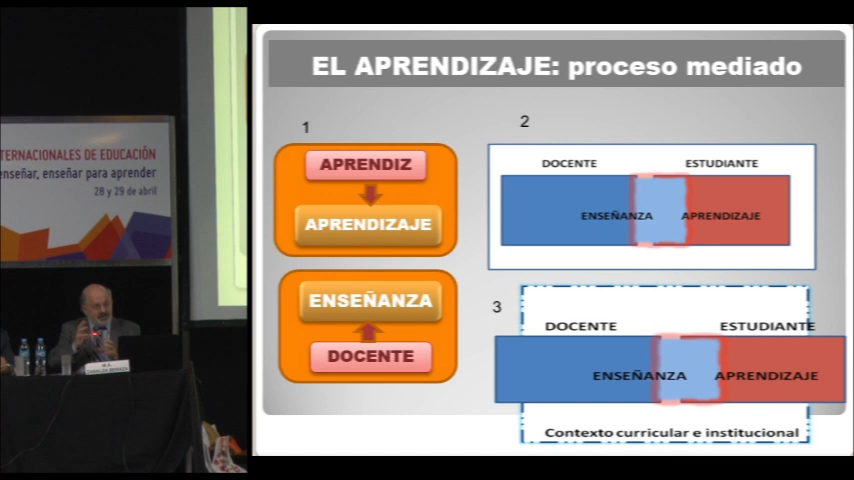 TERNACIONALES DE EDUCACIÓN
enseñar, enseñar para aprender
28 y 29 de abril
EL APRENDIZAJE: proceso mediado
1
APRENDIZ
APRENDIZAJE
ENSEÑANZA
DOCENTE
2
DOCENTE ESTUDIANTE
ENSEÑANZA APRENDIZAJE
3
DOCENTE ESTUDIANTE
ENSEÑANZA APRENDIZAJE
Contexto curricular e institucional